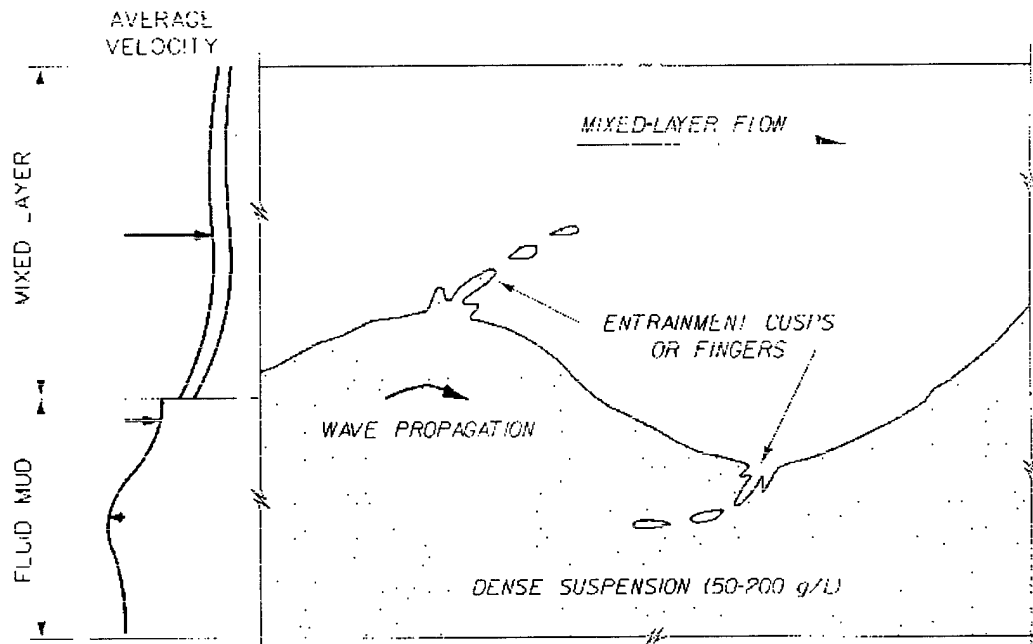 AVERAGE
VELOCITY
MIXED LAYER
FLUID MUD
MIXED-LAYER FLOW
ENTRAINMENT CUSPS
OR FINGERS
WAVE PROPAGATION
DENSE SUSPENSION (50-200 g/L)